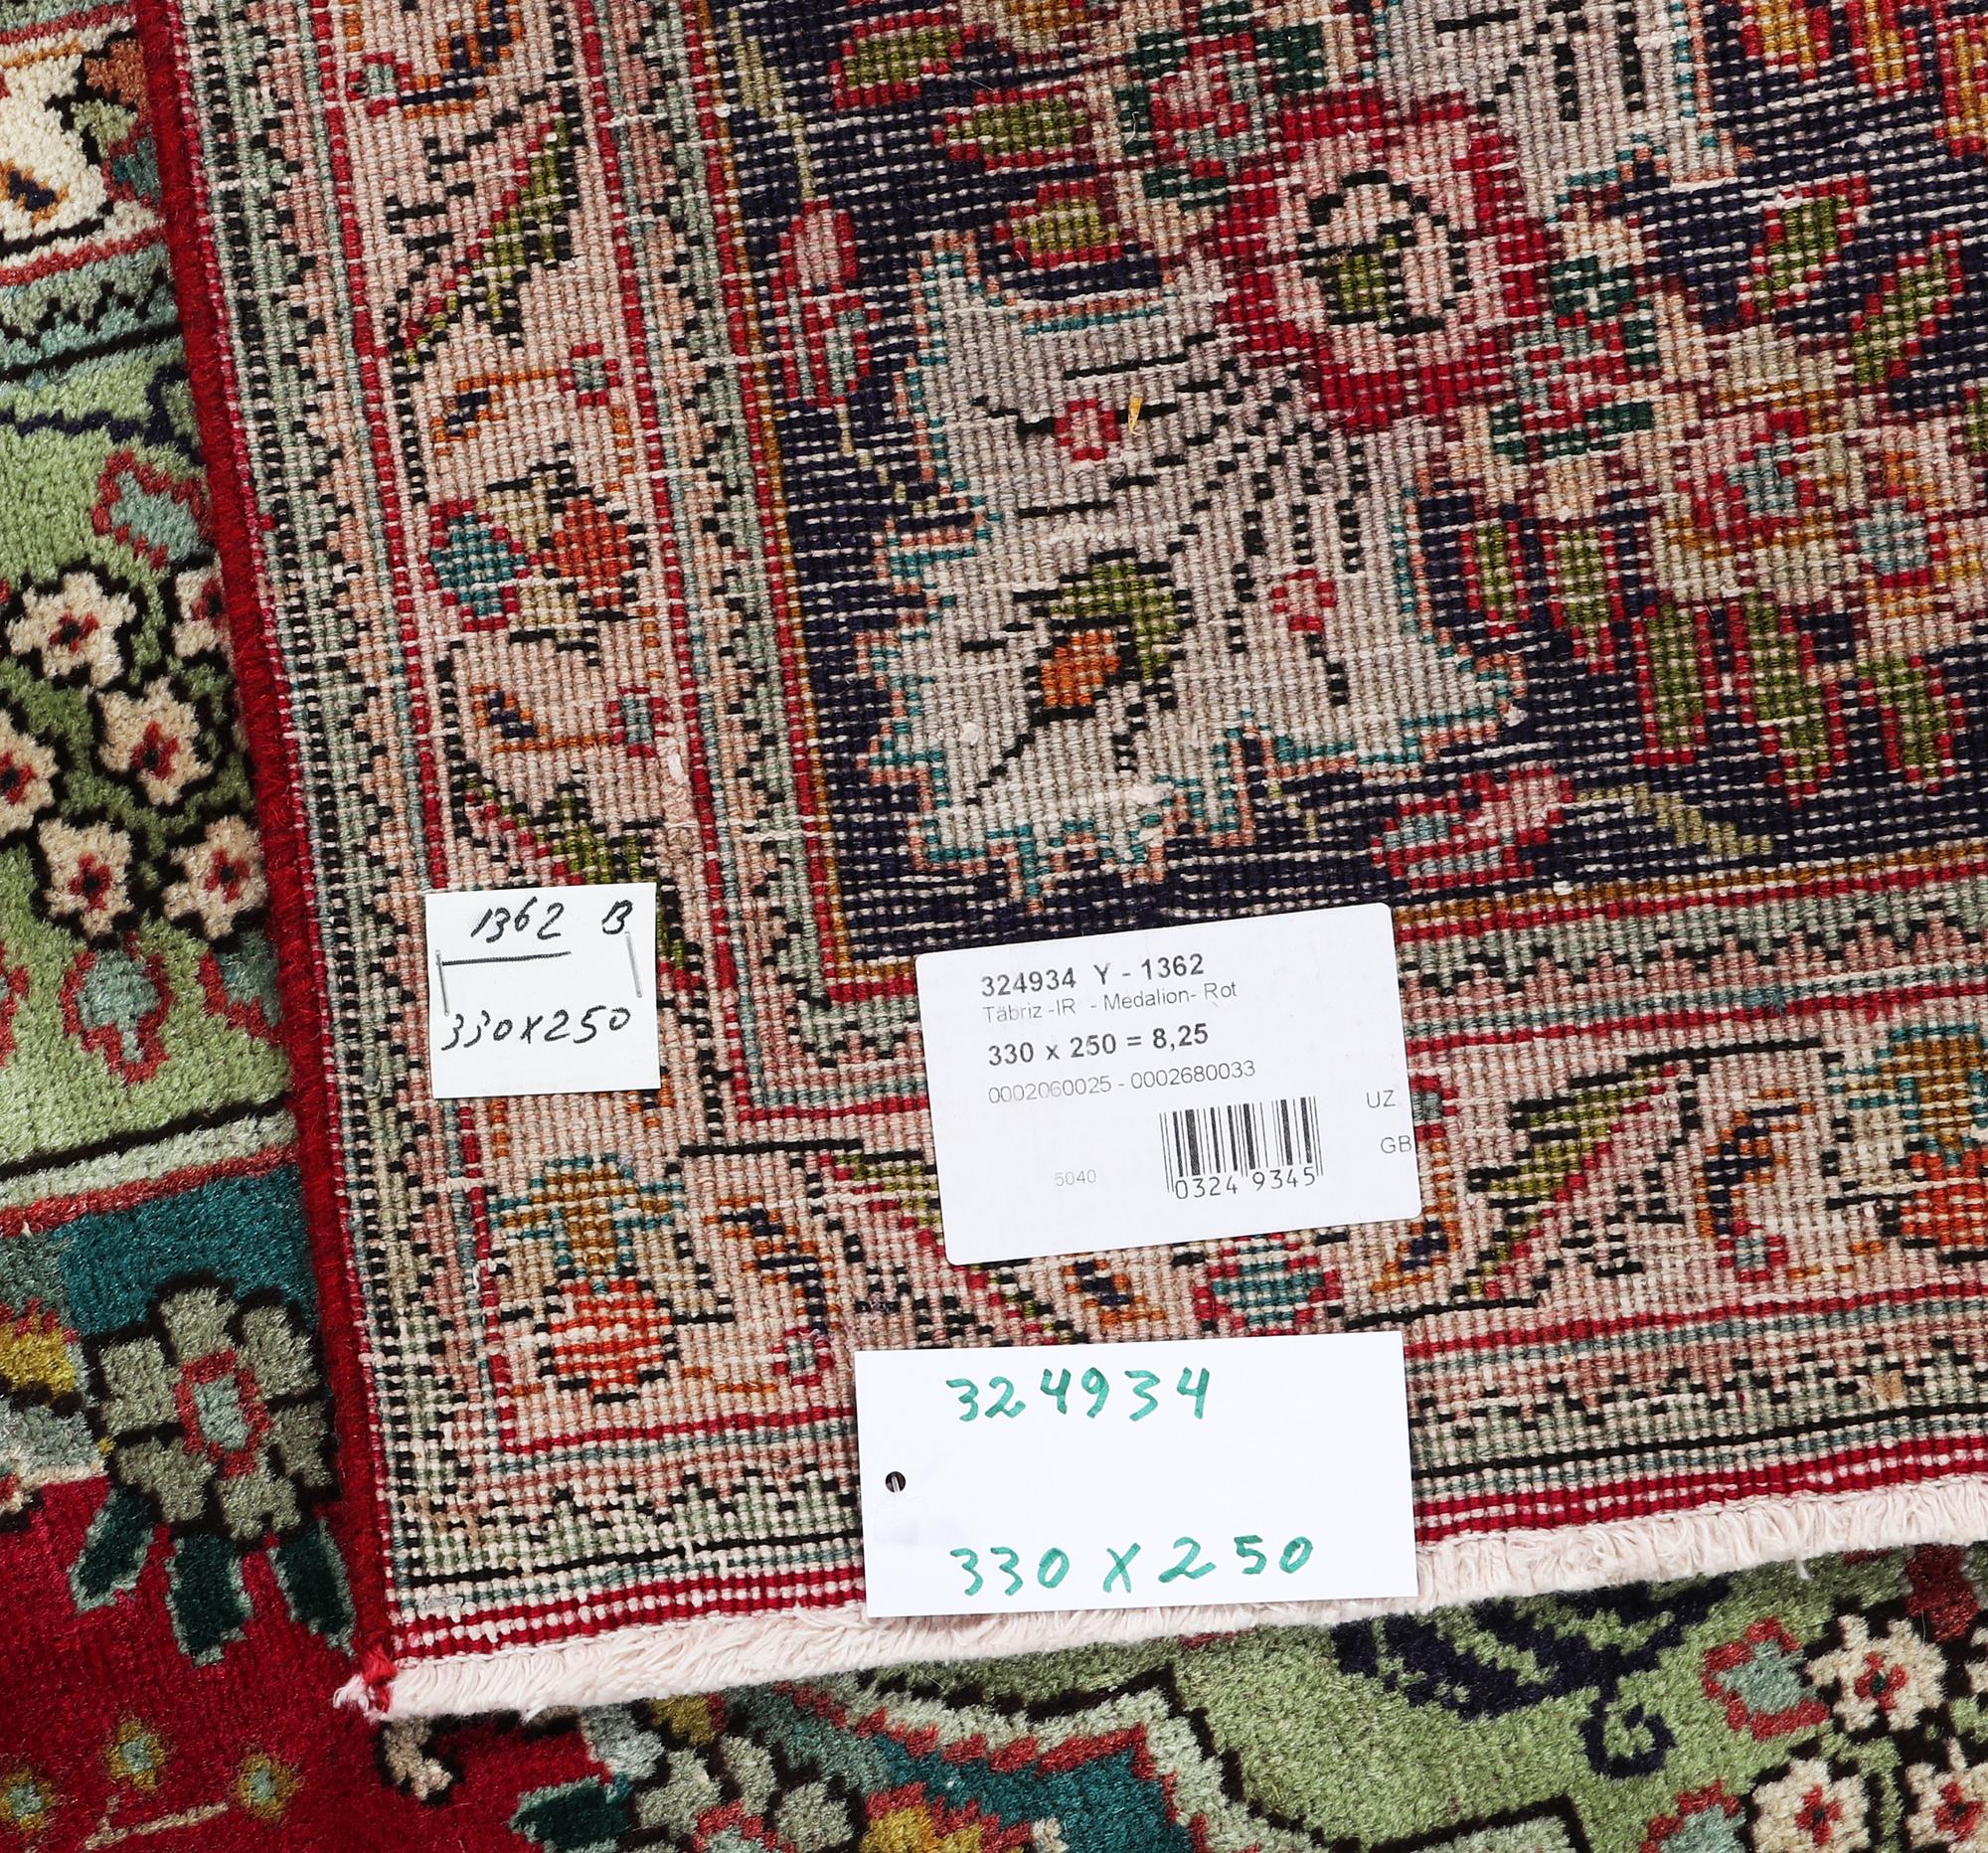 1362 B
330x250
324934 Y - 1362
Täbriz -IR - Medalion- Rot
330 x 250 = 8,25
0002060025 - 0002680033
UZ
GB
5040
0324 9345
324934
330 x 250